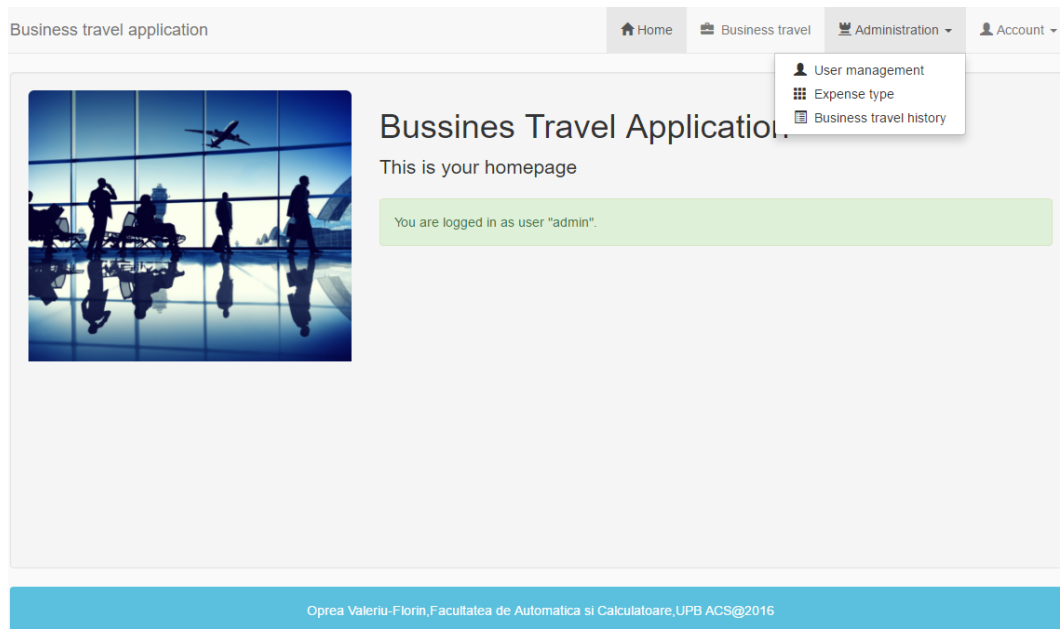 Business travel application
Home
Business travel
Administration
Account
User management
Expense type
Business travel history
Bussines Travel Application
This is your homepage
You are logged in as user "admin".
Oprea Valeriu-Florin,Facultatea de Automatica si Calculatoare,UPB ACS@2016